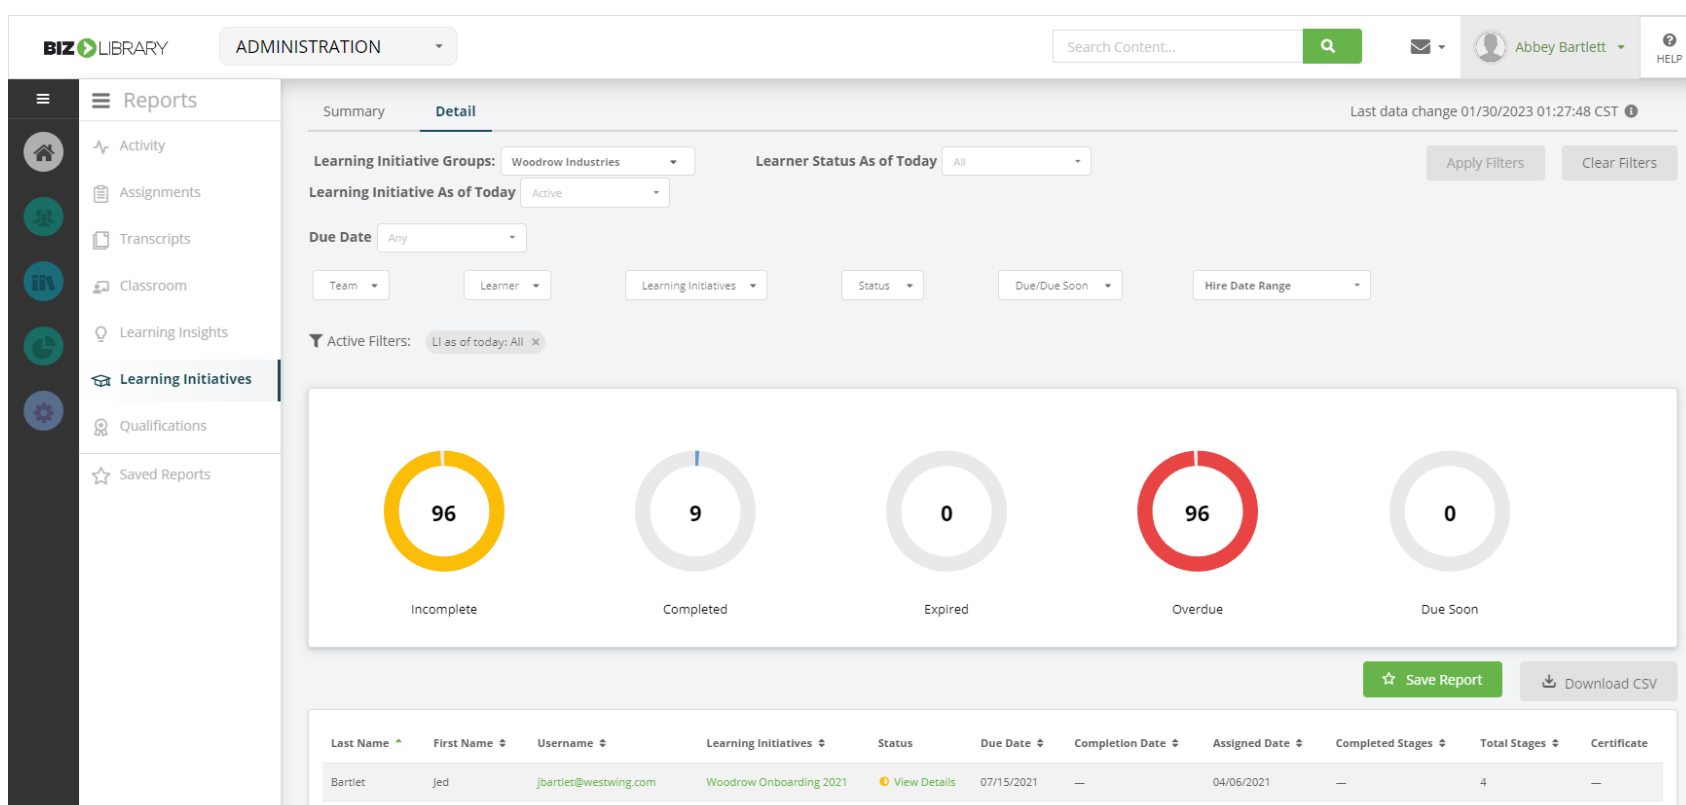 BIZ LIBRARY
ADMINISTRATION
Search Content...
Abbey Bartlett
HELP
Reports
Activity
Assignments
Transcripts
Classroom
Learning Insights
Learning Initiatives
Qualifications
Saved Reports
Summary Detail
Last data change 01/30/2023 01:27:48 CST
Learning Initiative Groups: Woodrow Industries Learner Status As of Today All
Apply Filters Clear Filters
Learning Initiative As of Today Active
Due Date Any
Team Learner Learning Initiatives Status Due/Due Soon Hire Date Range
Active Filters: LI as of today: All ×
96 9 0 96 0
Incomplete Completed Expired Overdue Due Soon
Save Report Download CSV
Last Name First Name Username Learning Initiatives Status Due Date Completion Date Assigned Date Completed Stages Total Stages Certificate
Bartlet Jed jbartlet@westwing.com Woodrow Onboarding 2021 View Details 07/15/2021 — 04/06/2021 — 4 —